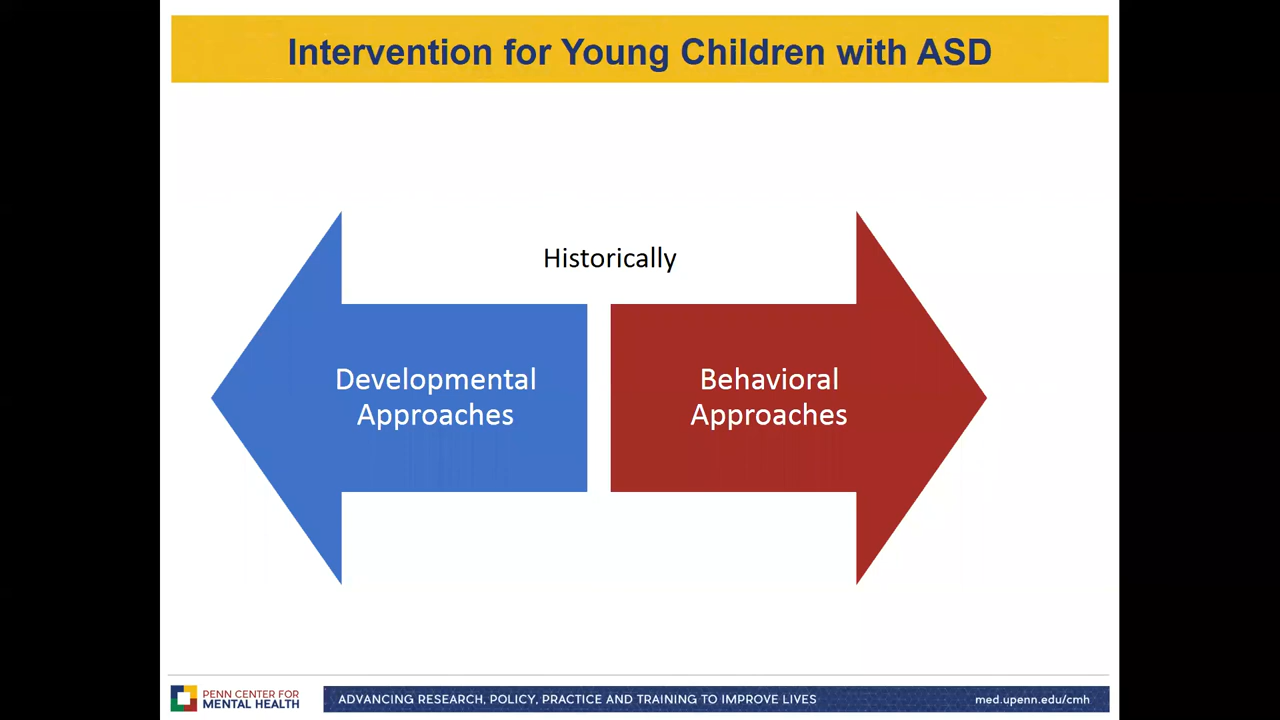 Intervention for Young Children with ASD
Historically
Developmental
Approaches
Behavioral
Approaches
PENN CENTER FOR
MENTAL HEALTH
ADVANCING RESEARCH, POLICY, PRACTICE AND TRAINING TO IMPROVE LIVES
med.upenn.edu/cmh